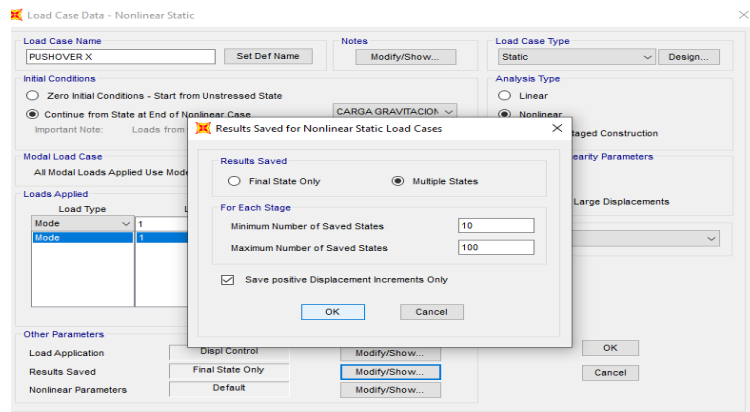 Load Case Data - Nonlinear Static
Load Case Name
PUSHOVER X
Set Def Name
Notes
Modify/Show...
Load Case Type
Static
Design...
Initial Conditions
Zero Initial Conditions - Start from Unstressed State
Continue from State at End of Nonlinear Case
CARGA GRAVITACION
Important Note: Loads from
Analysis Type
Linear
Nonlinear
Modal Load Case
All Modal Loads Applied Use Mode
Loads Applied
Load Type
Mode
1
Mode
1
Results Saved for Nonlinear Static Load Cases
Results Saved
Final State Only
Multiple States
For Each Stage
Minimum Number of Saved States
10
Maximum Number of Saved States
100
Save positive Displacement Increments Only
OK
Cancel
Construction
Parameters
Large Displacements
Other Parameters
Load Application
Displ Control
Modify/Show...
Results Saved
Final State Only
Modify/Show...
Nonlinear Parameters
Default
Modify/Show...
OK
Cancel